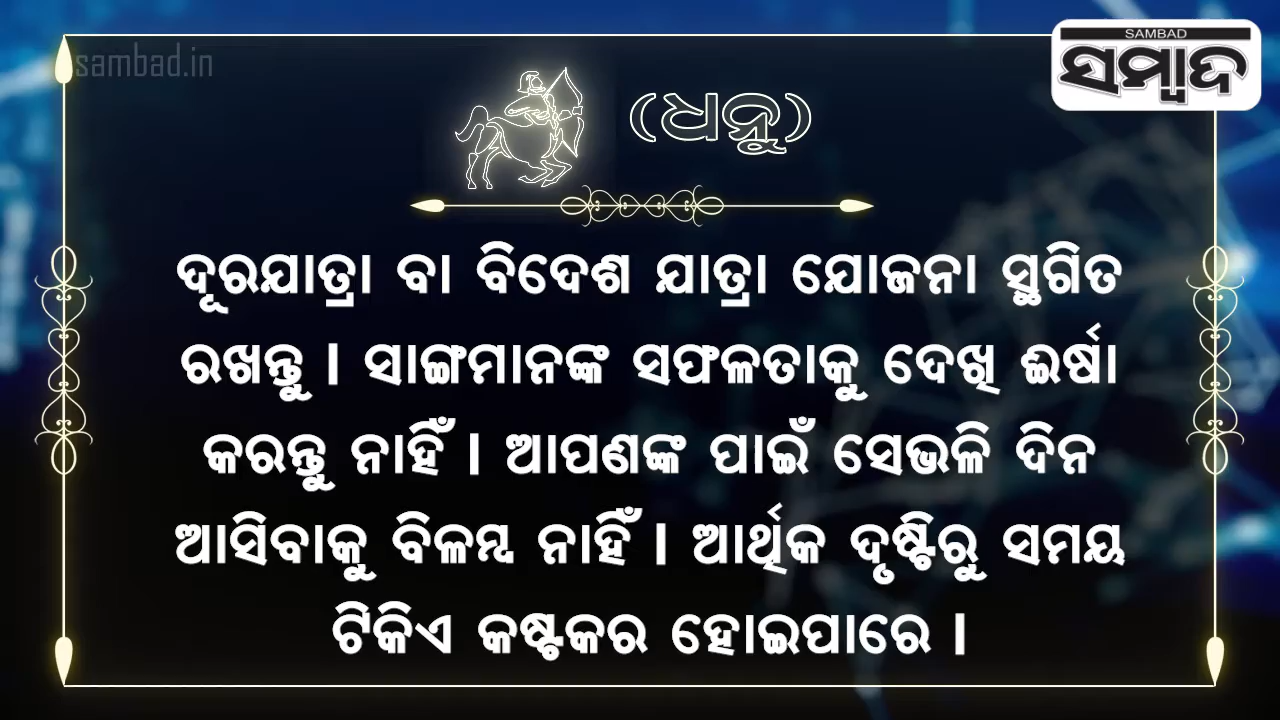 sambad.in
SAMBAD
ସମ୍ବାଦ
(ଧନୁ)
ଦୂରଯାତ୍ରା ବା ବିଦେଶ ଯାତ୍ରା ଯୋଜନା ସ୍ଥଗିତ
ରଖନ୍ତୁ । ସାଙ୍ଗମାନଙ୍କ ସଫଳତାକୁ ଦେଖି ଈର୍ଷା
କରନ୍ତୁ ନାହିଁ । ଆପଣଙ୍କ ପାଇଁ ସେଭଳି ଦିନ
ଆସିବାକୁ ବିଳମ୍ବ ନାହିଁ । ଆର୍ଥିକ ଦୃଷ୍ଟିରୁ ସମୟ
ଟିକିଏ କଷ୍ଟକର ହୋଇପାରେ ।